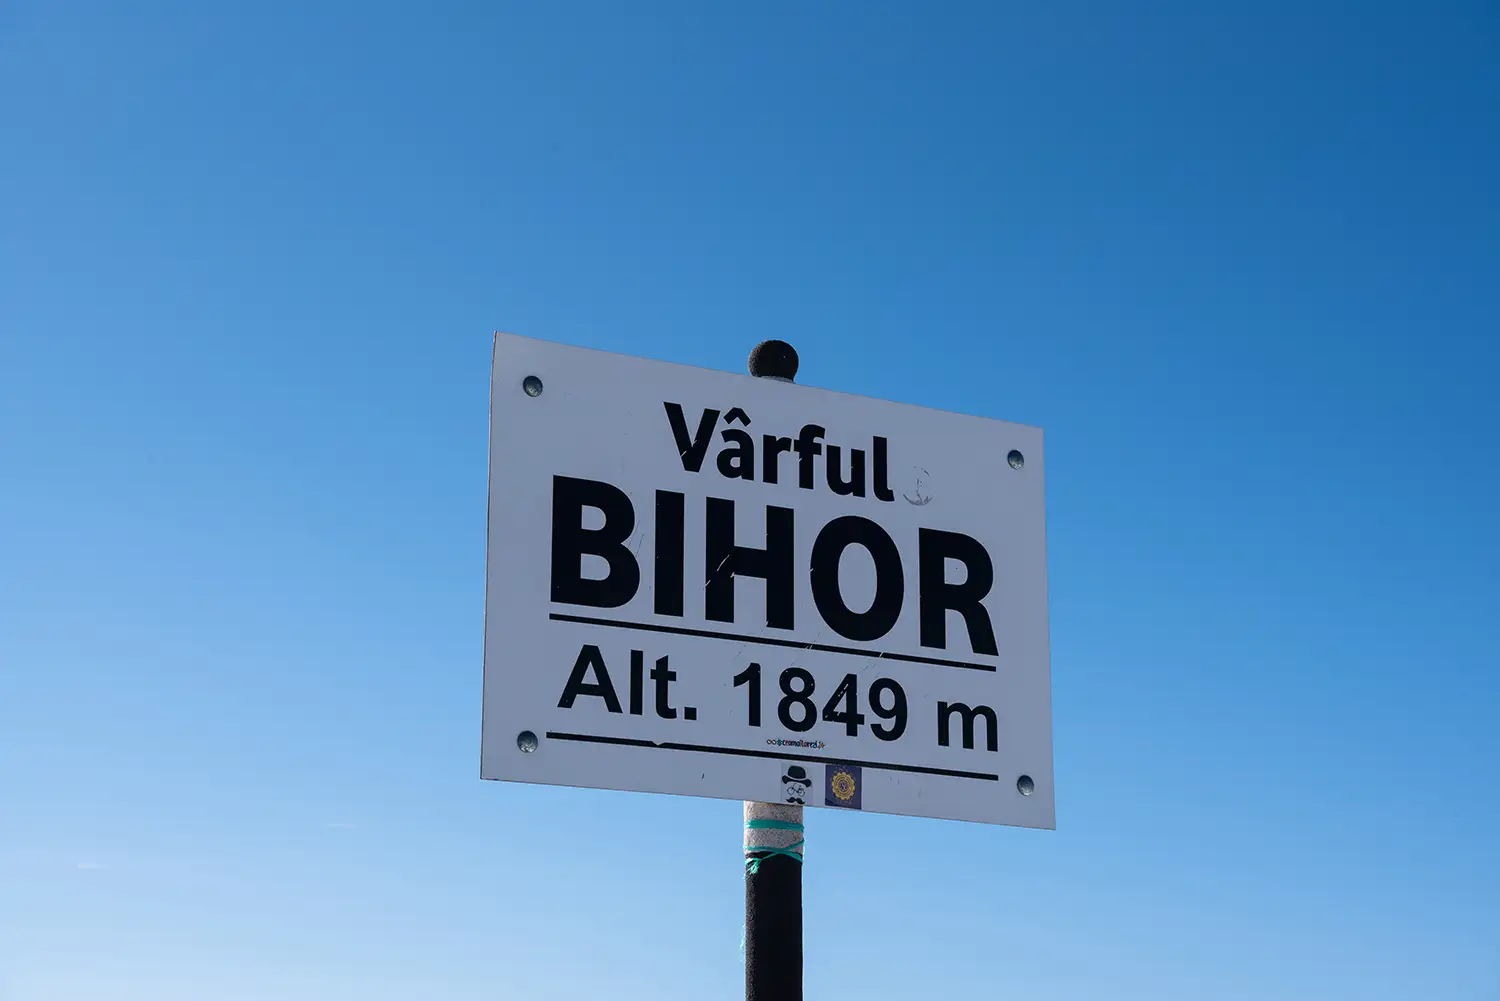 Vârful
BIHOR
Alt. 1849 m